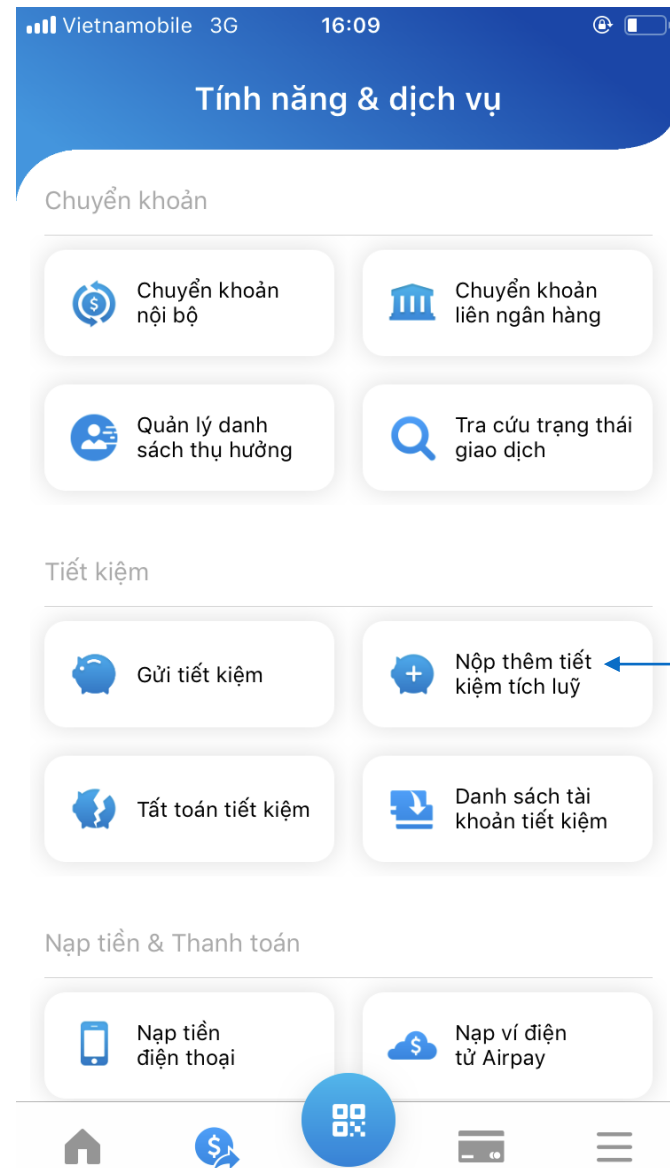 Vietnamobile 3G 16:09
Tính năng & dịch vụ
Chuyển khoản
Chuyển khoản
nội bộ
Chuyển khoản
liên ngân hàng
Quản lý danh
sách thụ hưởng
Tra cứu trạng thái
giao dịch
Tiết kiệm
Gửi tiết kiệm
Nộp thêm tiết
kiệm tích luỹ
Tất toán tiết kiệm
Danh sách tài
khoản tiết kiệm
Nạp tiền & Thanh toán
Nạp tiền
điện thoại
Nạp ví điện
tử Airpay